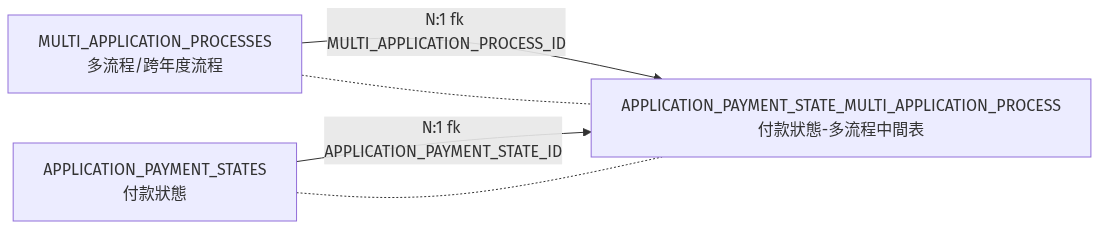 MULTI_APPLICATION_PROCESSES
多流程/跨年度流程
N:1 fk
MULTI_APPLICATION_PROCESS_ID
APPLICATION_PAYMENT_STATE_MULTI_APPLICATION_PROCESS
付款狀態-多流程中間表
N:1 fk
APPLICATION_PAYMENT_STATE_ID
APPLICATION_PAYMENT_STATES
付款狀態